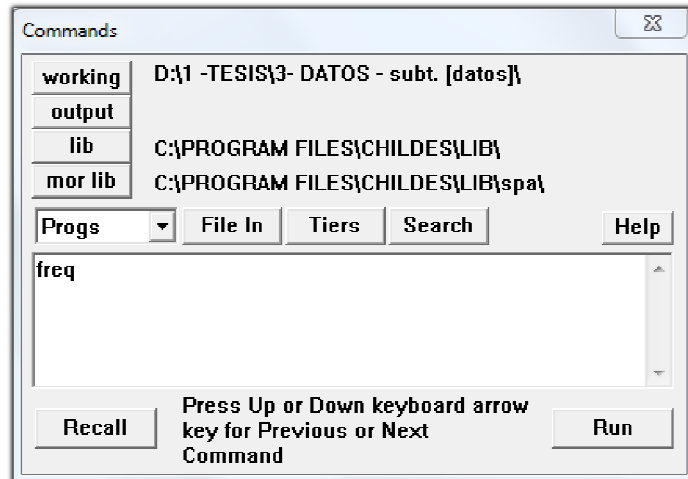 Commands
working D:\1 -TESIS\3- DATOS - subt. [datos]\
output
lib C:\PROGRAM FILES\CHILDES\LIB\
mor lib C:\PROGRAM FILES\CHILDES\LIB\spa\
Progs File In Tiers Search Help
freq
Recall Press Up or Down keyboard arrow Run
key for Previous or Next
Command